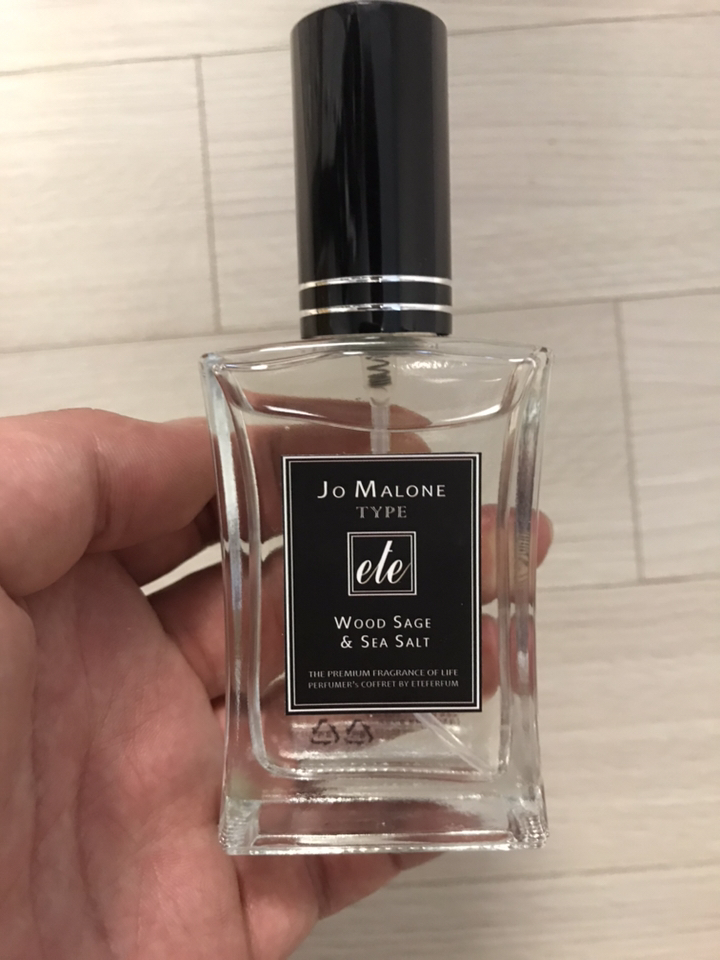 JO MALONE
TYPE
ete
WOOD SAGE
& SEA SALT
THE PREMIUM FRAGRANCE OF LIFE
PERFUMER'S COFFRET BY ETEFERFUM